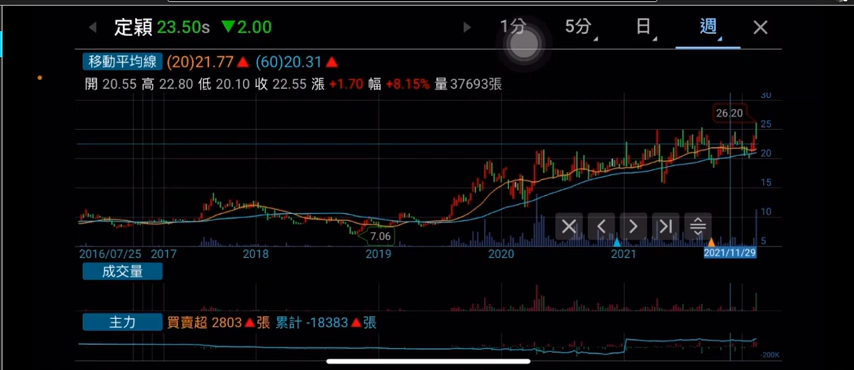 定穎 23.50s ▼2.00 1分 5分 日 週
移動平均線 (20)21.77▲ (60)20.31▲
開 20.55 高 22.80 低 20.10 收 22.55 漲 +1.70 幅 +8.15% 量 37693張
30
26.20
25
20
15
10
7.06
5
2016/07/25 2017 2018 2019 2020 2021 2021/11/29
成交量
主力 買賣超 2803▲張 累計 -18383▲張
-200K